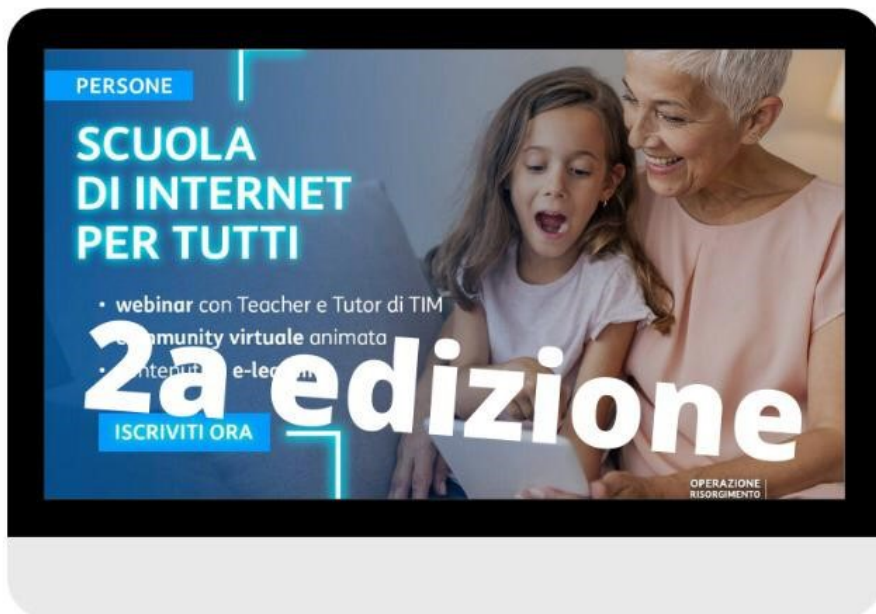 PERSONE
SCUOLA
DI INTERNET
PER TUTTI
• webinar con Teacher e Tutor di TIM
virtuale animata
•
2a edizione
ISCRIVITI ORA
OPERAZIONE
RISORGIMENTO